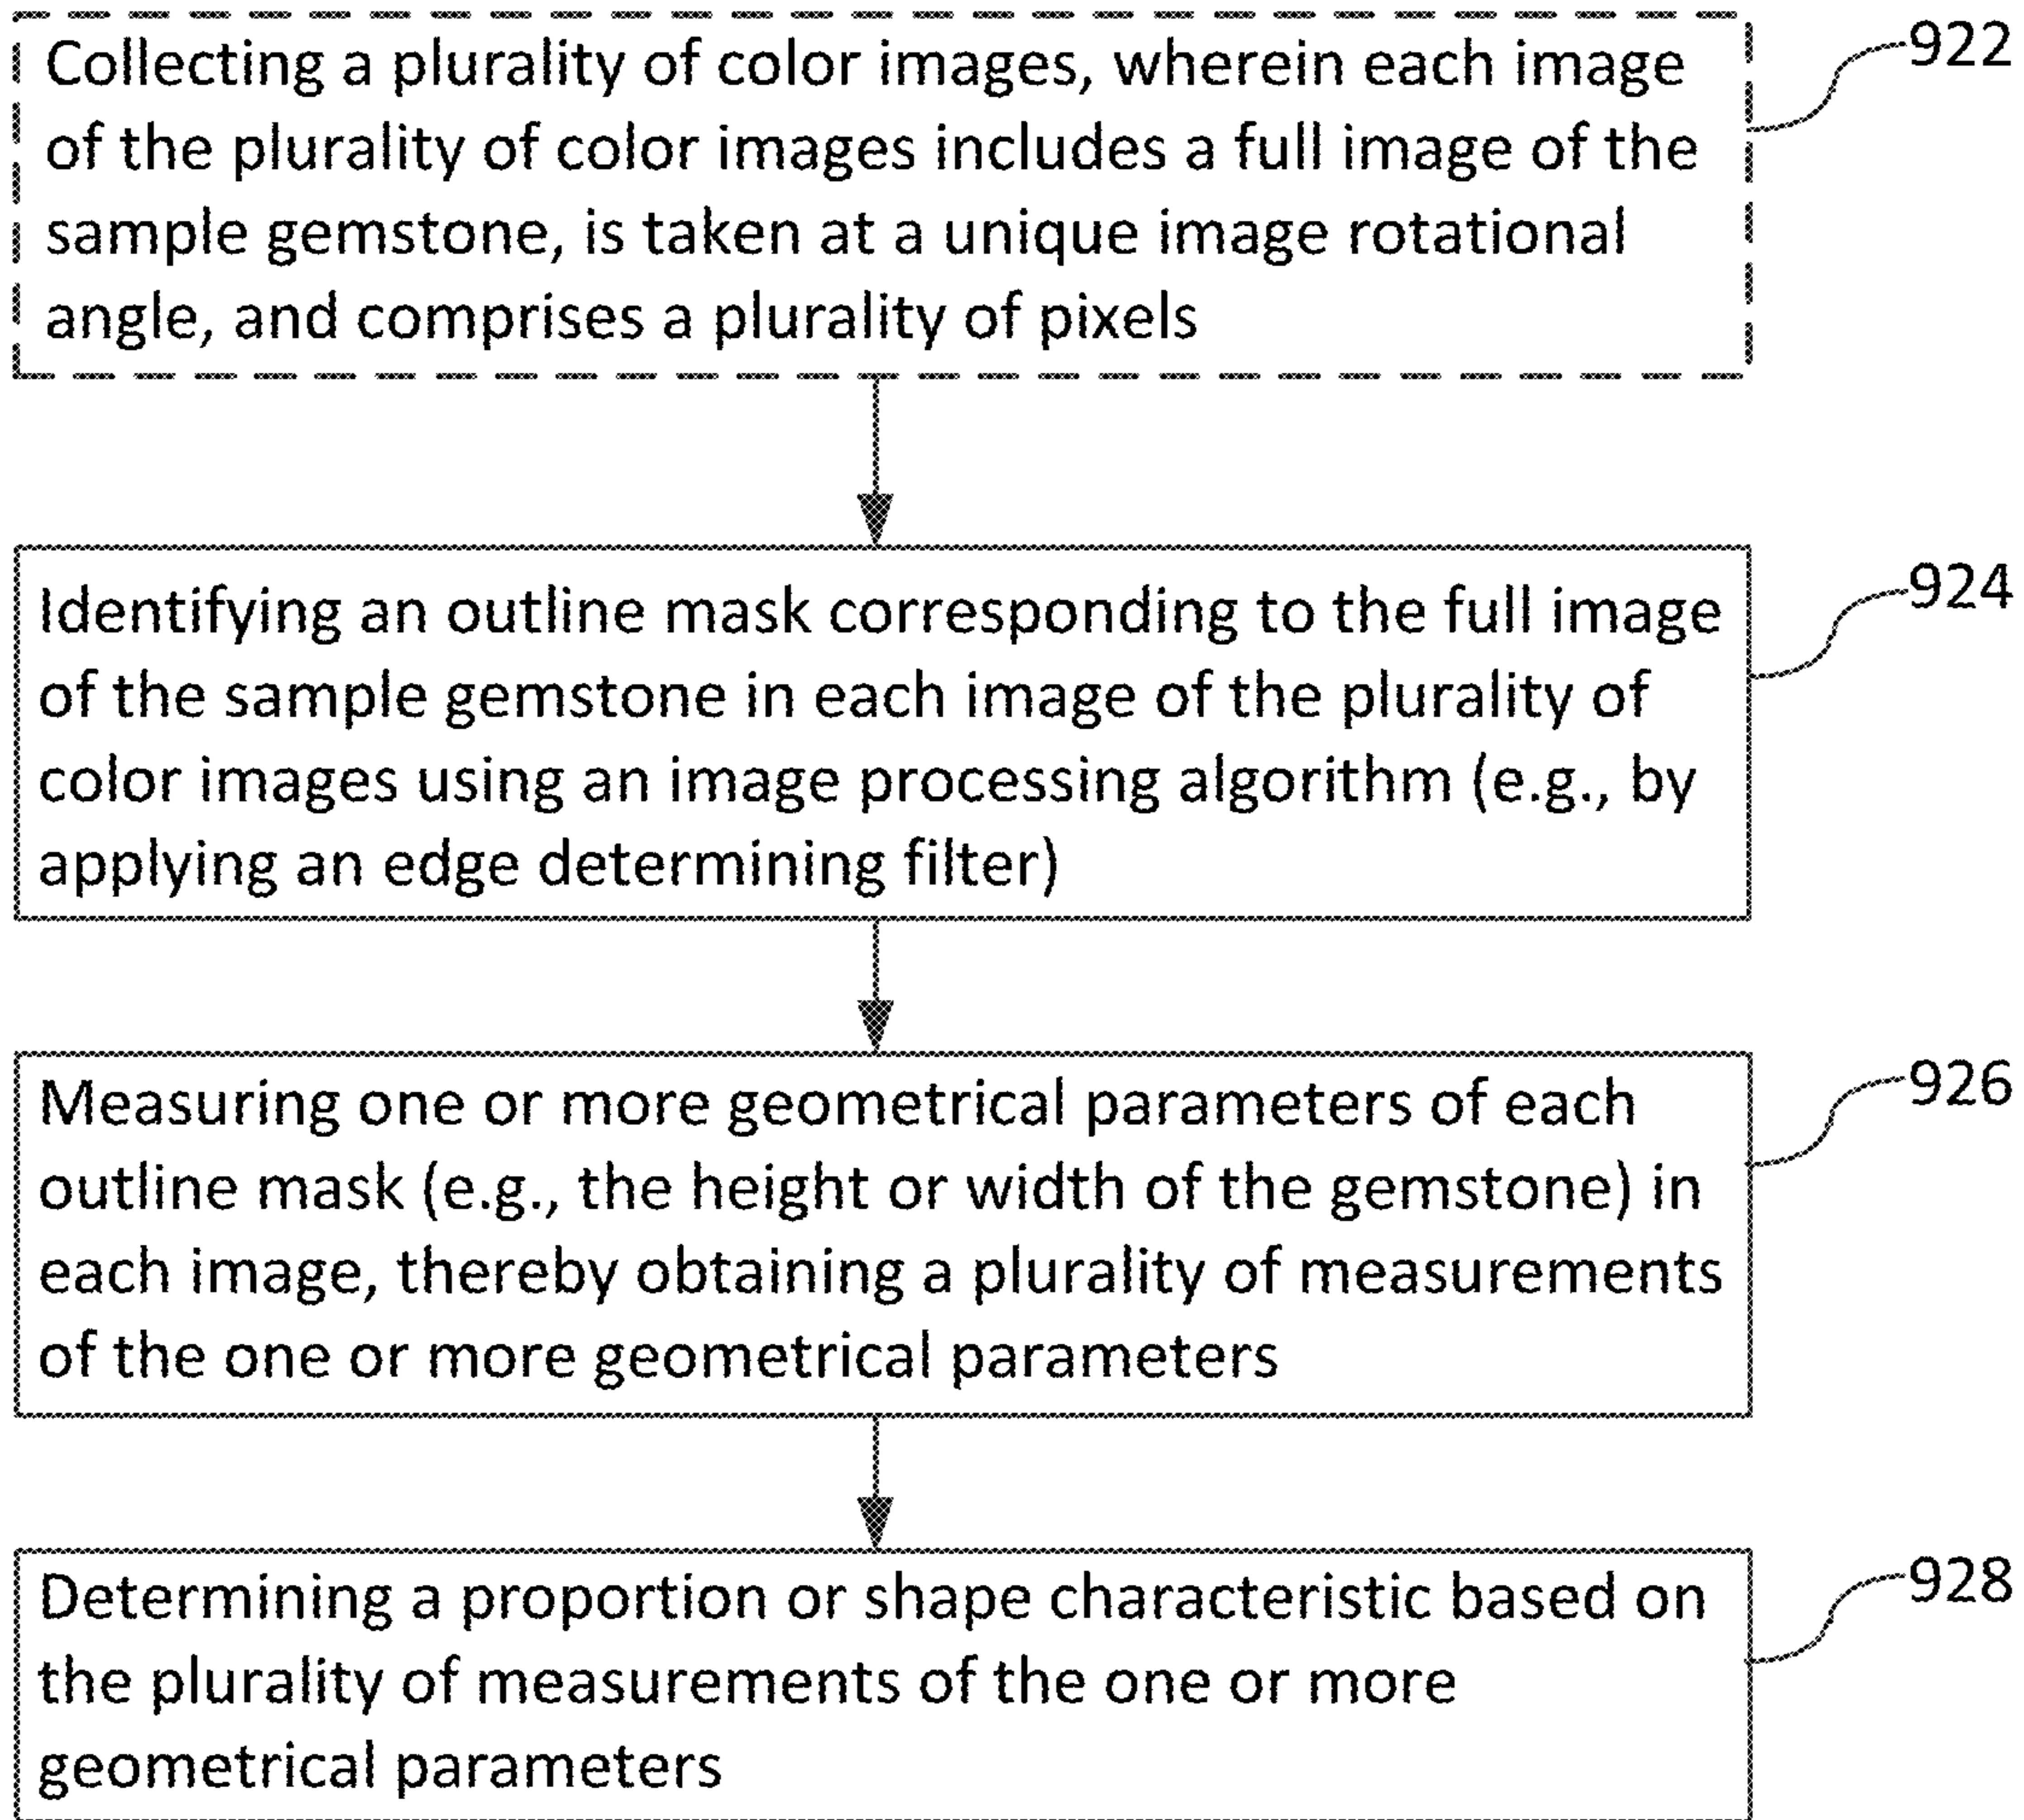 Collecting a plurality of color images, wherein each image
of the plurality of color images includes a full image of the
sample gemstone, is taken at a unique image rotational
angle, and comprises a plurality of pixels
922
Identifying an outline mask corresponding to the full image
of the sample gemstone in each image of the plurality of
color images using an image processing algorithm (e.g., by
applying an edge determining filter)
924
Measuring one or more geometrical parameters of each
outline mask (e.g., the height or width of the gemstone) in
each image, thereby obtaining a plurality of measurements
of the one or more geometrical parameters
926
Determining a proportion or shape characteristic based on
the plurality of measurements of the one or more
geometrical parameters
928